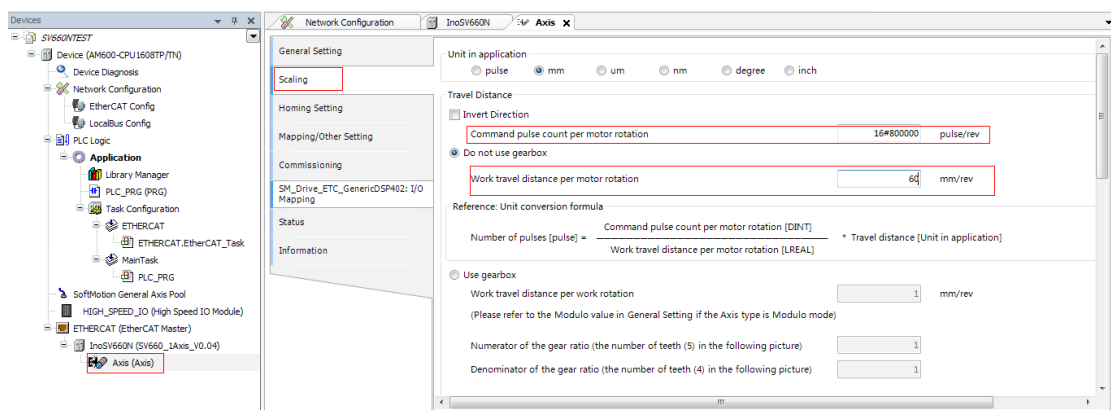 Devices
SV660NTEST
Device (AM600-CPU1608TP/TN)
Device Diagnosis
Network Configuration
EtherCAT Config
LocalBus Config
PLC Logic
Application
Library Manager
PLC_PRG (PRG)
Task Configuration
ETHERCAT
ETHERCAT.EtherCAT_Task
MainTask
PLC_PRG
SoftMotion General Axis Pool
HIGH_SPEED_IO (High Speed IO Module)
ETHERCAT (EtherCAT Master)
InoSV660N (SV660_1Axis_V0.04)
Axis (Axis)
Network Configuration InoSV660N Axis x
General Setting
Scaling
Homing Setting
Mapping/Other Setting
Commissioning
SM_Drive_ETC_GenericDSP402: I/O
Mapping
Status
Information
Unit in application
pulse mm um nm degree inch
Travel Distance
Invert Direction
Command pulse count per motor rotation 16#800000 pulse/rev
Do not use gearbox
Work travel distance per motor rotation 60 mm/rev
Reference: Unit conversion formula
Number of pulses [pulse] = Command pulse count per motor rotation [DINT] * Travel distance [Unit in application]
Work travel distance per motor rotation [LREAL]
Use gearbox
Work travel distance per work rotation 1 mm/rev
(Please refer to the Modulo value in General Setting if the Axis type is Modulo mode)
Numerator of the gear ratio (the number of teeth (5) in the following picture) 1
Denominator of the gear ratio (the number of teeth (4) in the following picture) 1